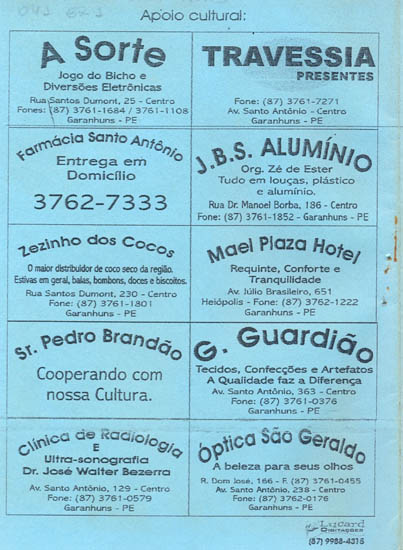 Apoio cultural:
A Sorte
Jogo do Bicho e
Diversões Eletrônicas
Rua Santos Dumont, 25 - Centro
Fones: (87) 3761-1684 / 3761-1108
Garanhuns - PE
TRAVESSIA
PRESENTES
Fone: (87) 3761-7271
Av. Santo Antônio - Centro
Garanhuns - PE
Farmácia Santo Antônio
Entrega em
Domicílio
3762-7333
J.B.S. ALUMÍNIO
Org. Zé de Ester
Tudo em louças, plástico
e alumínio.
Rua Dr. Manoel Borba, 186 - Centro
Fone: (87) 3761-1852 - Garanhuns - PE
Zezinho dos Cocos
O maior distribuidor de coco seco da região.
Estivas em geral, balas, bombons, doces e biscoitos.
Rua Santos Dumont, 230 - Centro
Fone: (87) 3761-1801
Garanhuns - PE
Mael Plaza Hotel
Requinte, Conforte e
Tranquilidade
Av. Júlio Brasileiro, 651
Heiópolis - Fone: (87) 3762-1222
Garanhuns - PE
Sr. Pedro Brandão
Cooperando com
nossa Cultura.
G. Guardião
Tecidos, Confecções e Artefatos
A Qualidade faz a Diferença
Av. Santo Antônio, 363 - Centro
Fone: (87) 3761-0376
Garanhuns - PE
Clínica de Radiologia
E
Ultra-sonografia
Dr. José Walter Bezerra
Av. Santo Antônio, 129 - Centro
Fone: (87) 3761-0579
Garanhuns - PE
Óptica São Geraldo
A beleza para seus olhos
R. Dom José, 166 - F. (87) 3761-0455
Av. Santo Antônio, 238 - Centro
Fone: (87) 3762-0176
Garanhuns - PE
Lucard
DIGITAÇÕES
(87) 9988-4315